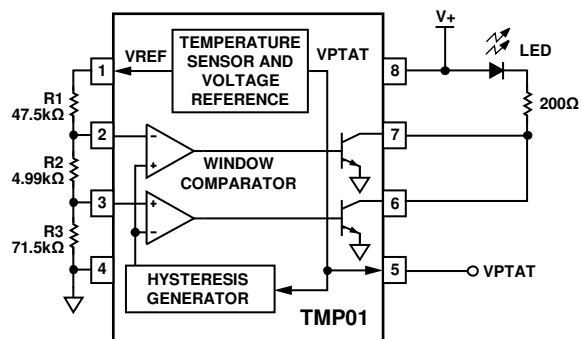 V+
VREF
TEMPERATURE
SENSOR AND
VOLTAGE
REFERENCE
VPTAT
LED
1
8
R1
47.5kΩ
200Ω
2
7
−
+
R2
4.99kΩ
WINDOW
COMPARATOR
3
6
+
−
R3
71.5kΩ
4
5
VPTAT
HYSTERESIS
GENERATOR
TMP01